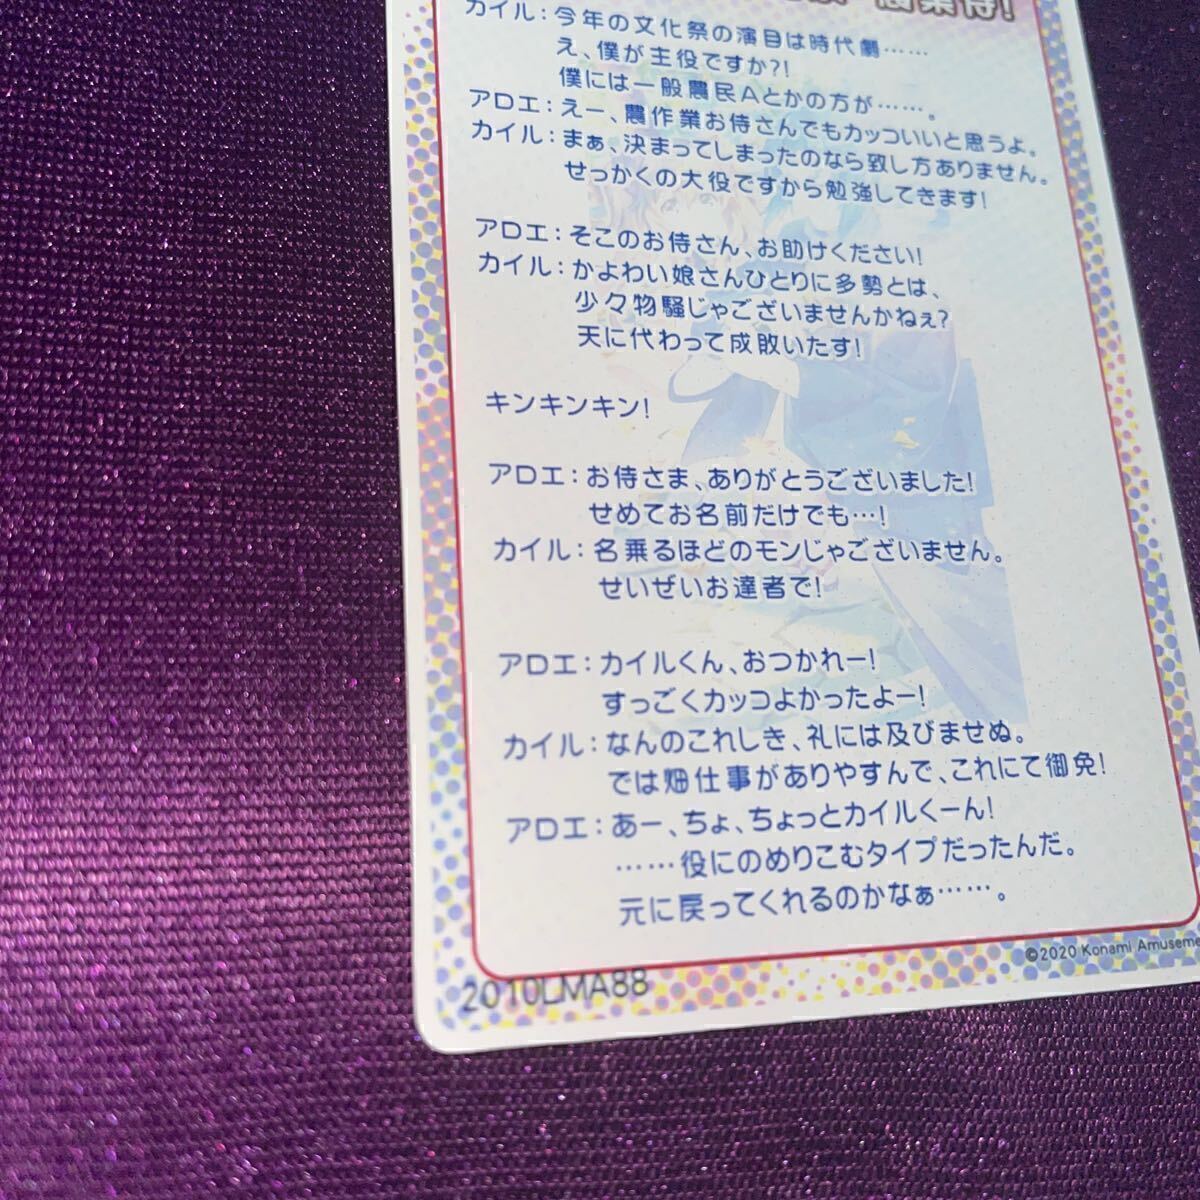 カイル：今年の文化祭の演目は時代劇……
え、僕が主役ですか?!
僕には一般農民Aとかの方が……。
アロエ：えー、農作業お侍さんでもカッコいいと思うよ。
カイル：まぁ、決まってしまったのなら致し方ありません。
せっかくの大役ですから勉強してきます!
アロエ：そこのお侍さん、お助けください!
カイル：かよわい娘さんひとりに多勢とは、
少々物騒じゃございませんかねぇ?
天に代わって成敗いたす!
キンキンキン!
アロエ：お侍さま、ありがとうございました!
せめてお名前だけでも…!
カイル：名乗るほどのモンじゃございません。
せいぜいお達者で!
アロエ：カイルくん、おつかれー!
すっごくカッコよかったよー!
カイル：なんのこれしき、礼には及びませぬ。
では畑仕事がありやすんで、これにて御免!
アロエ：あー、ちょ、ちょっとカイルくーん!
……役にのめりこむタイプだったんだ。
元に戻ってくれるのかなぁ……。
©2020 Konami Amuseme
2010LMA88